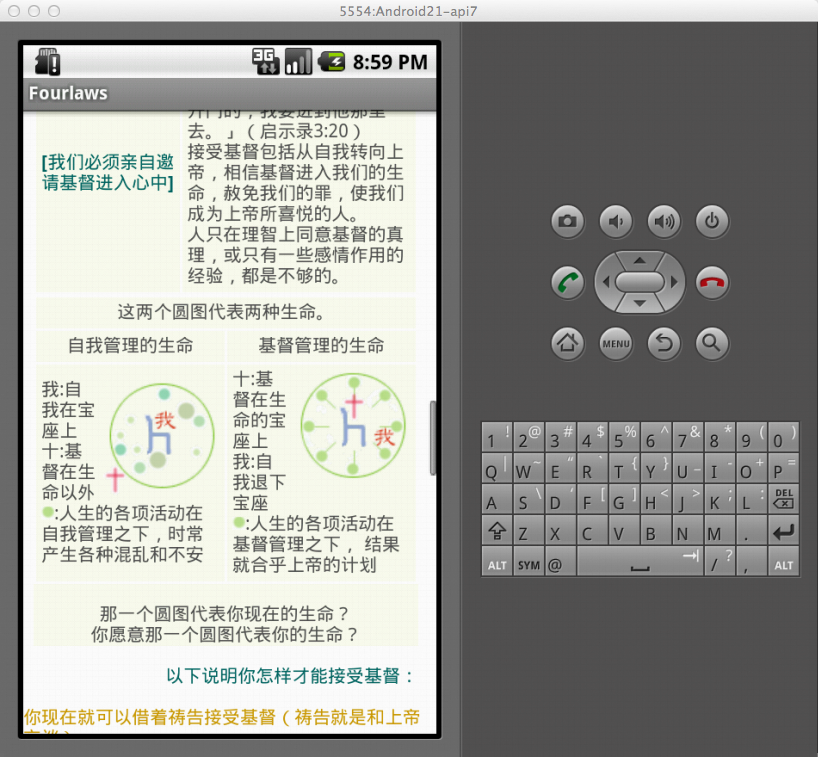 5554:Android21-api7
3G
8:59 PM
Fourlaws
开门的，我要进到他那里
去。」（启示录3:20）
[我们必须亲自邀
请基督进入心中]
接受基督包括从自我转向上
帝，相信基督进入我们的生
命，赦免我们的罪，使我们
成为上帝所喜悦的人。
人只在理智上同意基督的真
理，或只有一些感情作用的
经验，都是不够的。
这两个圆图代表两种生命。
自我管理的生命
基督管理的生命
我:自
我在宝
座上
十:基
督在生
命以外
:人生的各项活动在
自我管理之下，时常
产生各种混乱和不安
我
十:基
督在生
命的宝
座上
我:自
我退下
宝座
:人生的各项活动在
基督管理之下， 结果
就合乎上帝的计划
我
那一个圆图代表你现在的生命？
你愿意那一个圆图代表你的生命？
以下说明你怎样才能接受基督：
你现在就可以借着祷告接受基督（祷告就是和上帝
MENU
1 ! 2 @ 3 # 4 $ 5 % 6 ^ 7 & 8 * 9 ( 0 )
Q | W ~ E “ R ` T { Y } U _ I - O + P =
A S \ D ' F [ G ] H < J > K ; L : DEL
Z X C V B N M .
ALT SYM @ / ? , ALT